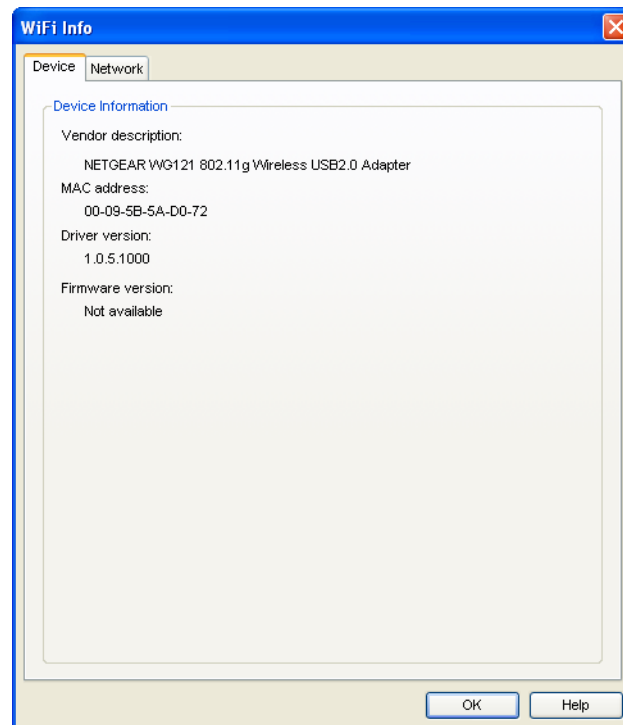 WiFi Info
Device
Network
Device Information
Vendor description:
NETGEAR WG121 802.11g Wireless USB2.0 Adapter
MAC address:
00-09-5B-5A-D0-72
Driver version:
1.0.5.1000
Firmware version:
Not available
OK
Help